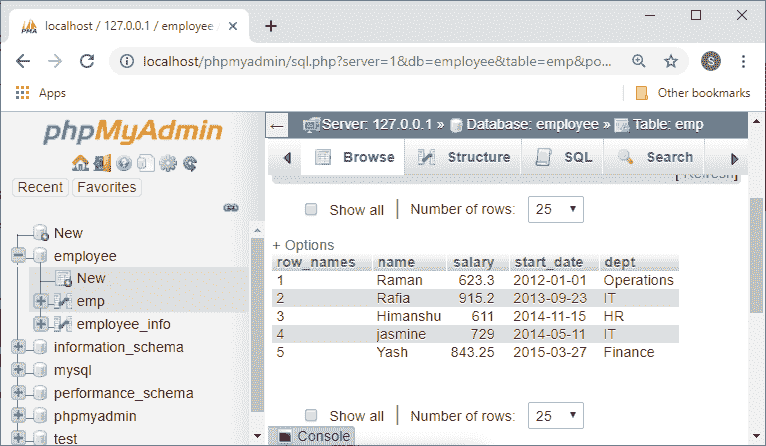 localhost / 127.0.0.1 / employee
localhost/phpmyadmin/sql.php?server=1&db=employee&table=emp&po...
S
Apps
Other bookmarks
PMA
phpMyAdmin
Recent Favorites
New
employee
New
emp
employee_info
information_schema
mysql
performance_schema
phpmyadmin
test
Server: 127.0.0.1 » Database: employee » Table: emp
Browse Structure SQL Search
[ Refresh ]
Show all Number of rows: 25
+ Options
row_names name salary start_date dept
1 Raman 623.3 2012-01-01 Operations
2 Rafia 915.2 2013-09-23 IT
3 Himanshu 611 2014-11-15 HR
4 jasmine 729 2014-05-11 IT
5 Yash 843.25 2015-03-27 Finance
Show all Number of rows: 25
Console